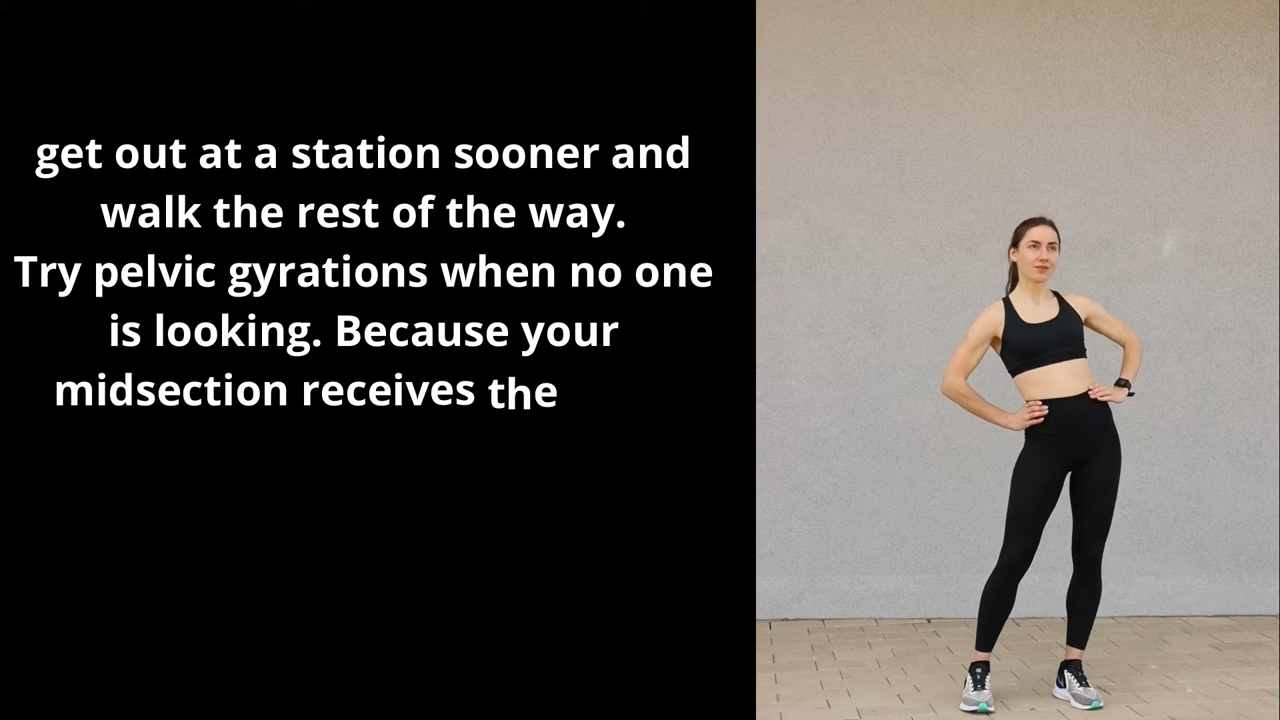 get out at a station sooner and
walk the rest of the way.
Try pelvic gyrations when no one
is looking. Because your
midsection receives the